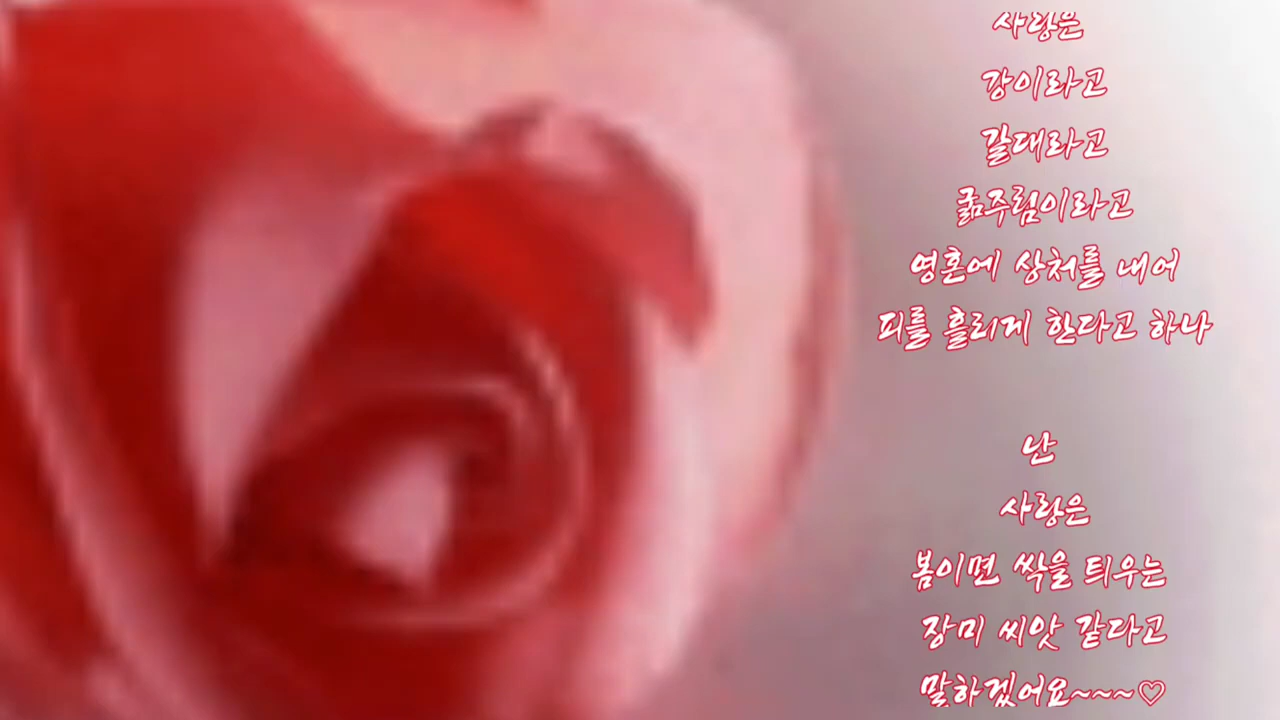 사랑은
강이라고
갈대라고
굶주림이라고
영혼에 상처를 내어
피를 흘리게 한다고 하나
난
사랑은
봄이면 싹을 틔우는
장미 씨앗 같다고
말하겠어요~~~♡